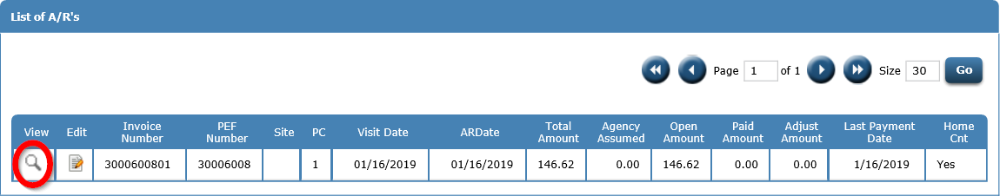 List of A/R's
Page 1 of 1 Size 30 Go
View Edit Invoice Number PEF Number Site PC Visit Date ARDate Total Amount Agency Assumed Open Amount Paid Amount Adjust Amount Last Payment Date Home Cnt
3000600801 30006008 1 01/16/2019 01/16/2019 146.62 0.00 146.62 0.00 0.00 1/16/2019 Yes